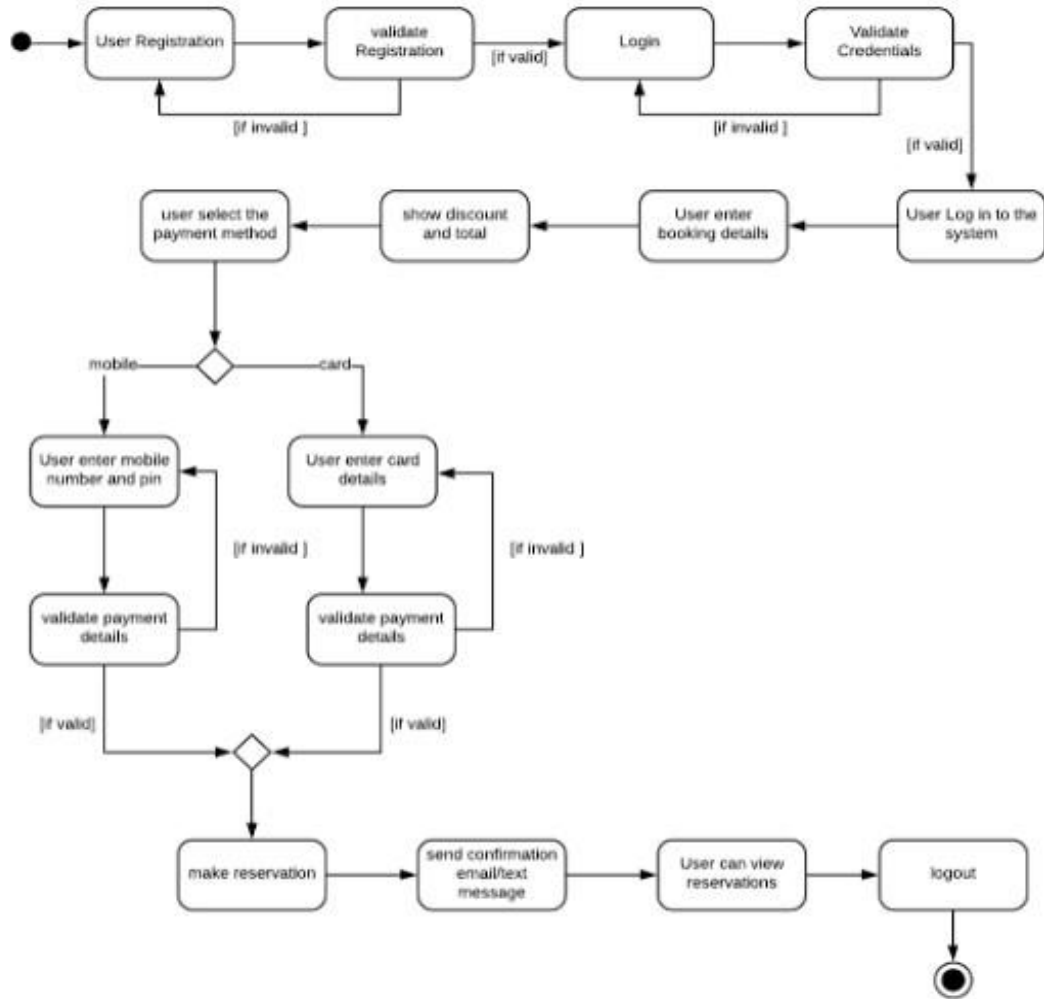 User Registration
validate
Registration
[if valid]
Login
Validate
Credentials
[if invalid ]
[if invalid ]
[if valid]
user select the
payment method
show discount
and total
User enter
booking details
User Log in to the
system
mobile
card
User enter mobile
number and pin
User enter card
details
[if invalid ]
[if invalid ]
validate payment
details
validate payment
details
[if valid]
[if valid]
make reservation
send confirmation
email/text
message
User can view
reservations
logout